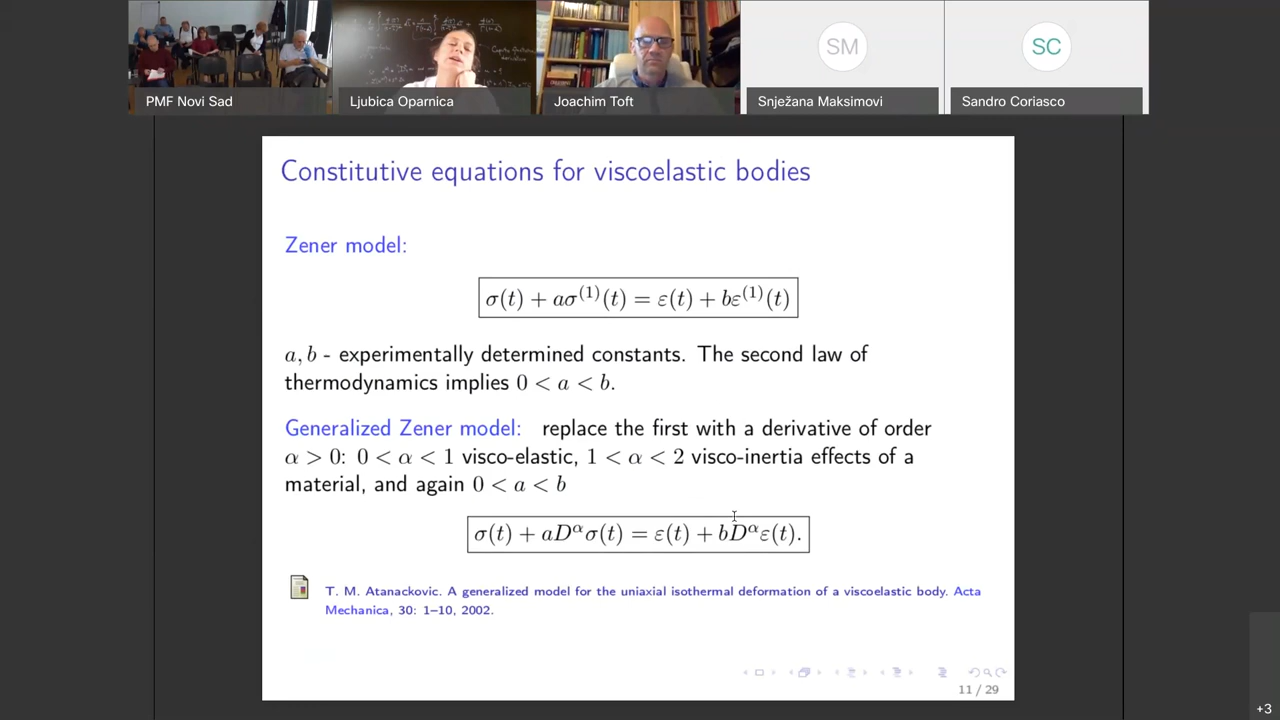 PMF Novi Sad
Ljubica Oparnica
Joachim Toft
SM
Snježana Maksimovi
SC
Sandro Coriasco
Constitutive equations for viscoelastic bodies
Zener model:
σ(t) + aσ⁽¹⁾(t) = ε(t) + bε⁽¹⁾(t)
a, b - experimentally determined constants. The second law of
thermodynamics implies 0 < a < b.
Generalized Zener model: replace the first with a derivative of order
α > 0: 0 < α < 1 visco-elastic, 1 < α < 2 visco-inertia effects of a
material, and again 0 < a < b
σ(t) + aDᵅσ(t) = ε(t) + bDᵅε(t).
T. M. Atanackovic. A generalized model for the uniaxial isothermal deformation of a viscoelastic body. Acta
Mechanica, 30: 1–10, 2002.
11 / 29
+3